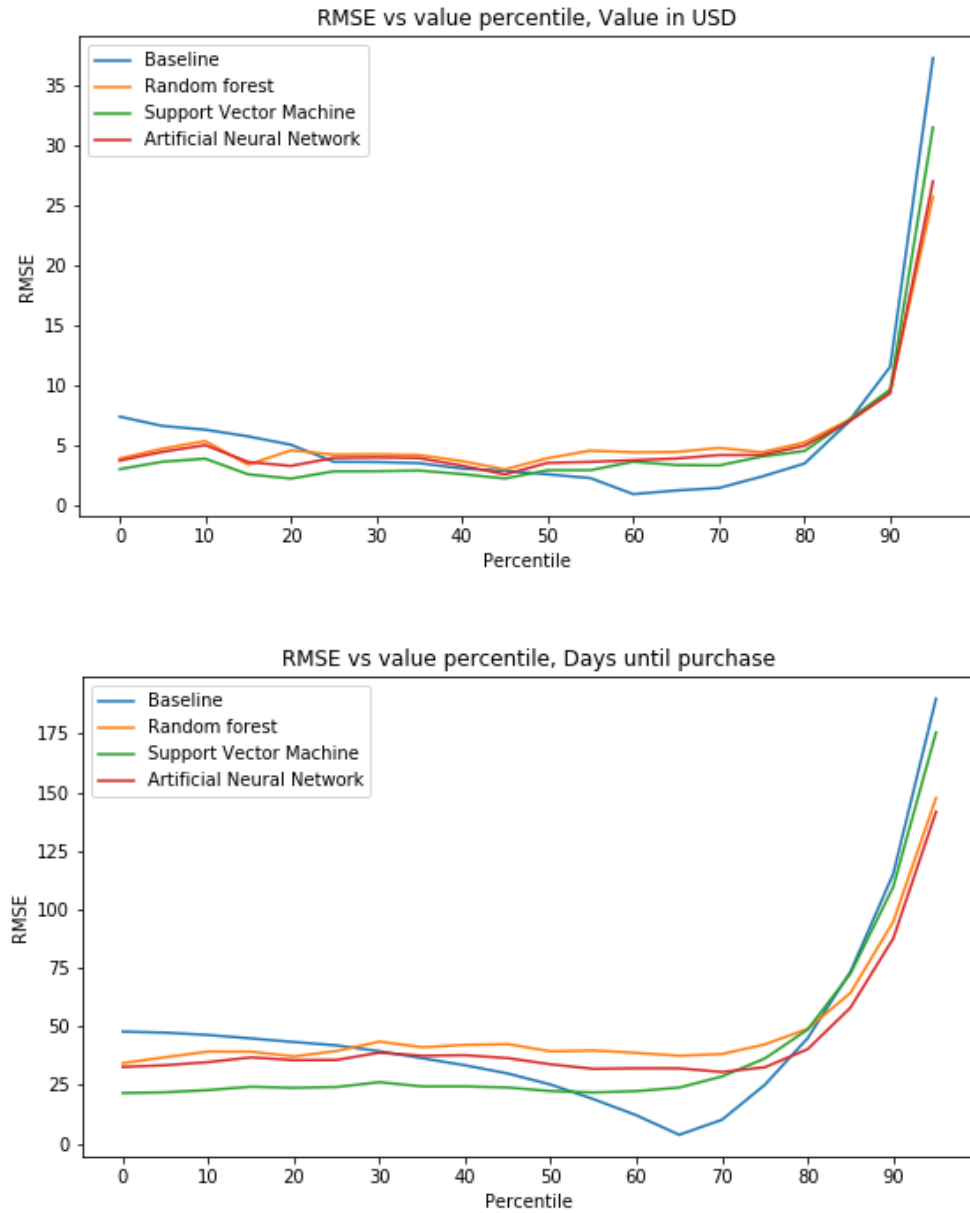 RMSE vs value percentile, Value in USD
Baseline
Random forest
Support Vector Machine
Artificial Neural Network
35
30
25
20
15
10
5
0
RMSE
0 10 20 30 40 50 60 70 80 90
Percentile
RMSE vs value percentile, Days until purchase
Baseline
Random forest
Support Vector Machine
Artificial Neural Network
175
150
125
100
75
50
25
0
RMSE
0 10 20 30 40 50 60 70 80 90
Percentile